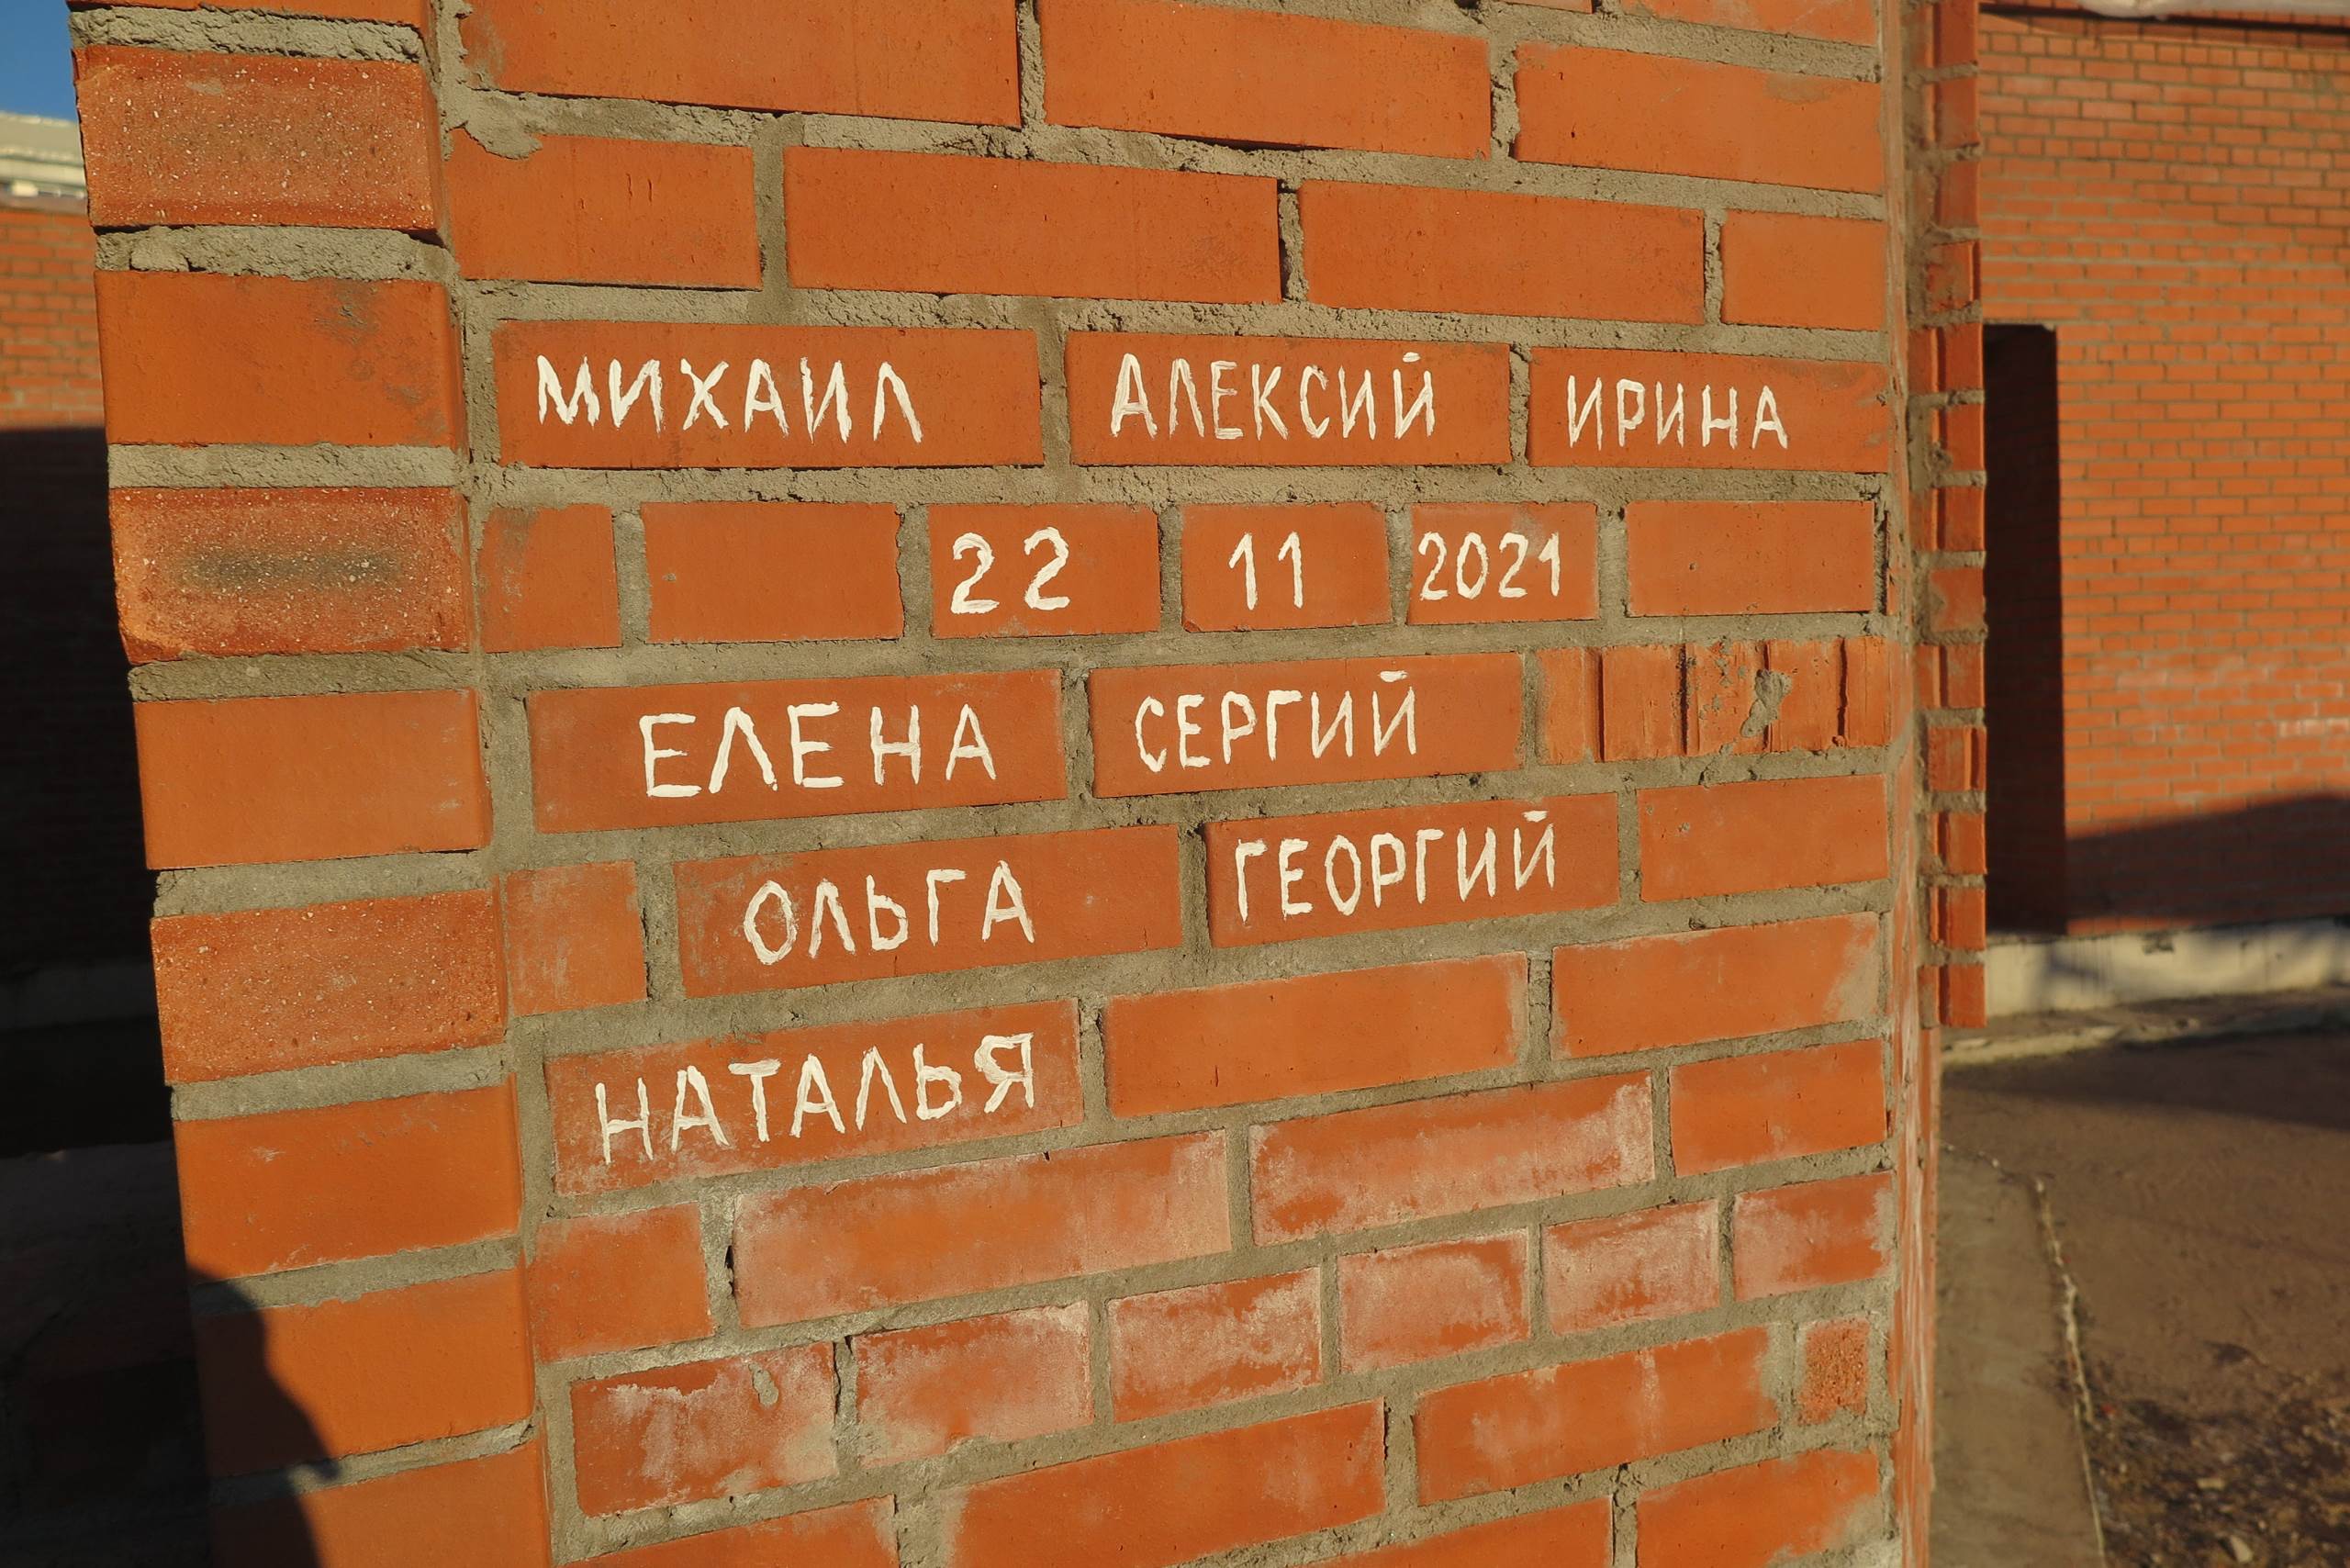 МИХАИЛ АЛЕКСИЙ ИРИНА
22 11 2021
ЕЛЕНА СЕРГИЙ
ОЛЬГА ГЕОРГИЙ
НАТАЛЬЯ